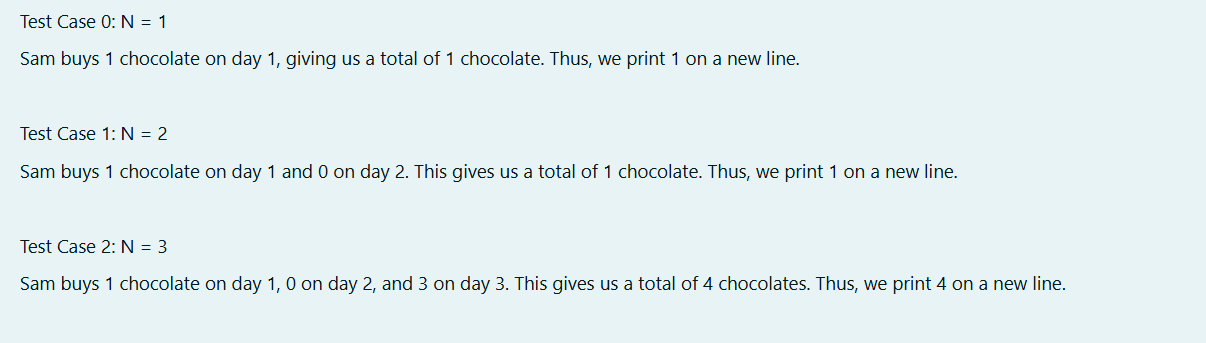 Test Case 0: N = 1
Sam buys 1 chocolate on day 1, giving us a total of 1 chocolate. Thus, we print 1 on a new line.
Test Case 1: N = 2
Sam buys 1 chocolate on day 1 and 0 on day 2. This gives us a total of 1 chocolate. Thus, we print 1 on a new line.
Test Case 2: N = 3
Sam buys 1 chocolate on day 1, 0 on day 2, and 3 on day 3. This gives us a total of 4 chocolates. Thus, we print 4 on a new line.